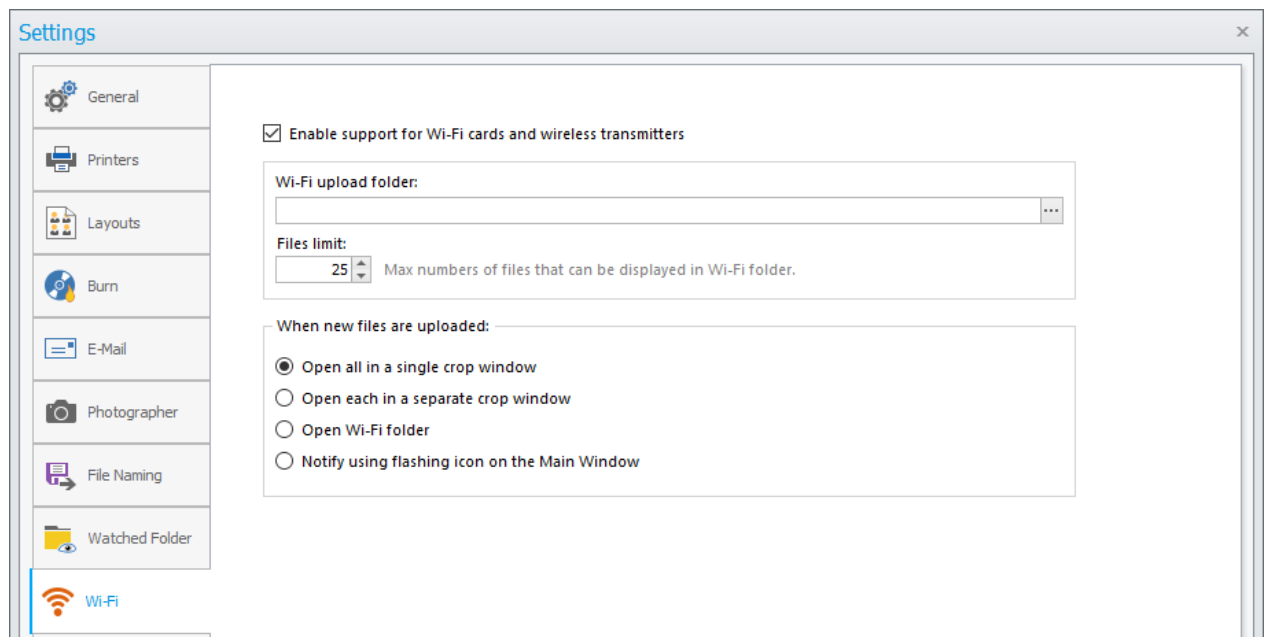 Settings
General
Printers
Layouts
Burn
E-Mail
Photographer
File Naming
Watched Folder
Wi-Fi
Enable support for Wi-Fi cards and wireless transmitters
Wi-Fi upload folder:
...
Files limit:
25 Max numbers of files that can be displayed in Wi-Fi folder.
When new files are uploaded:
Open all in a single crop window
Open each in a separate crop window
Open Wi-Fi folder
Notify using flashing icon on the Main Window